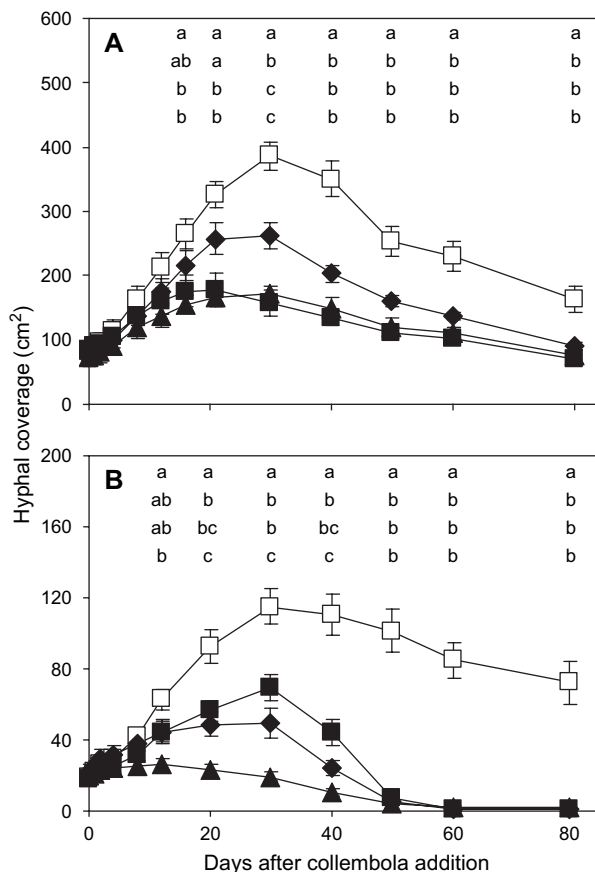 600
500
400
300
200
100
0
A
a a a a a a a
ab a b b b b b
b b c b b b b
b b c b b b b
Hyphal coverage (cm²)
200
160
120
80
40
0
B
a a a a a a a
ab b b b b b b
ab bc b bc b b b
b c c c b b b
0 20 40 60 80
Days after collembola addition